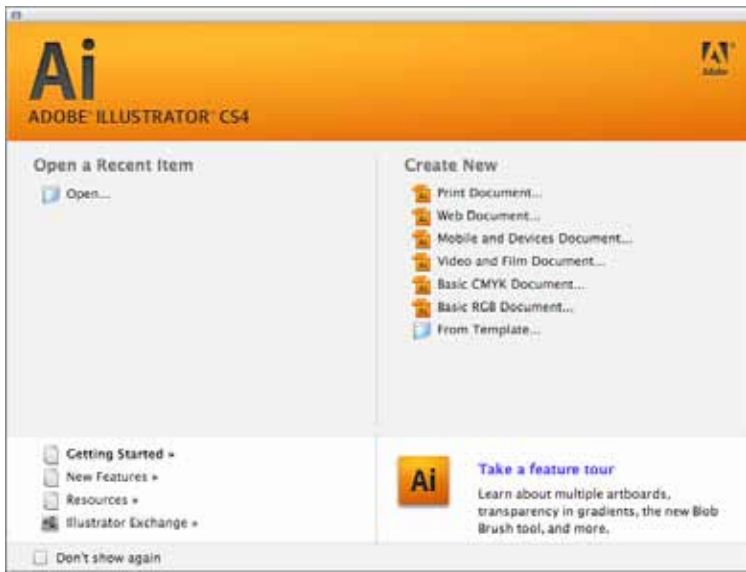 Ai
ADOBE® ILLUSTRATOR® CS4
Adobe®
Open a Recent Item
Open...
Create New
Print Document...
Web Document...
Mobile and Devices Document...
Video and Film Document...
Basic CMYK Document...
Basic RGB Document...
From Template...
Getting Started »
New Features »
Resources »
Illustrator Exchange »
Ai
Take a feature tour
Learn about multiple artboards,
transparency in gradients, the new Blob
Brush tool, and more.
Don't show again